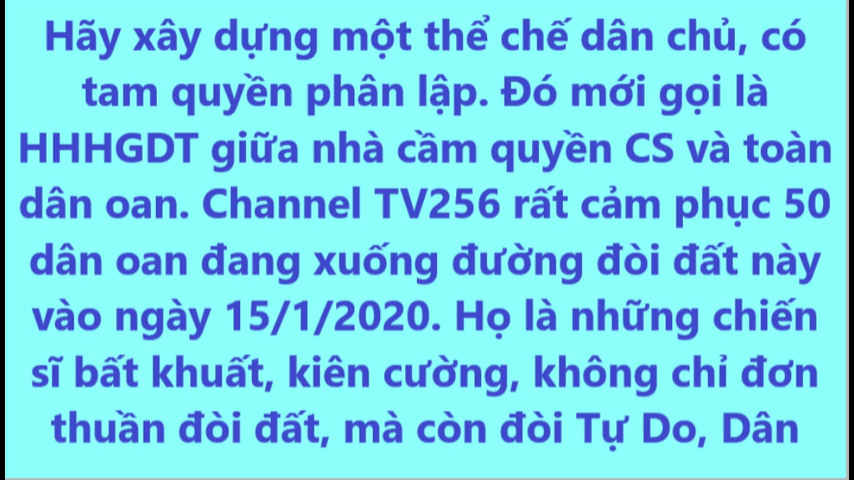 Hãy xây dựng một thể chế dân chủ, có
tam quyền phân lập. Đó mới gọi là
HHHGDT giữa nhà cầm quyền CS và toàn
dân oan. Channel TV256 rất cảm phục 50
dân oan đang xuống đường đòi đất này
vào ngày 15/1/2020. Họ là những chiến
sĩ bất khuất, kiên cường, không chỉ đơn
thuần đòi đất, mà còn đòi Tự Do, Dân